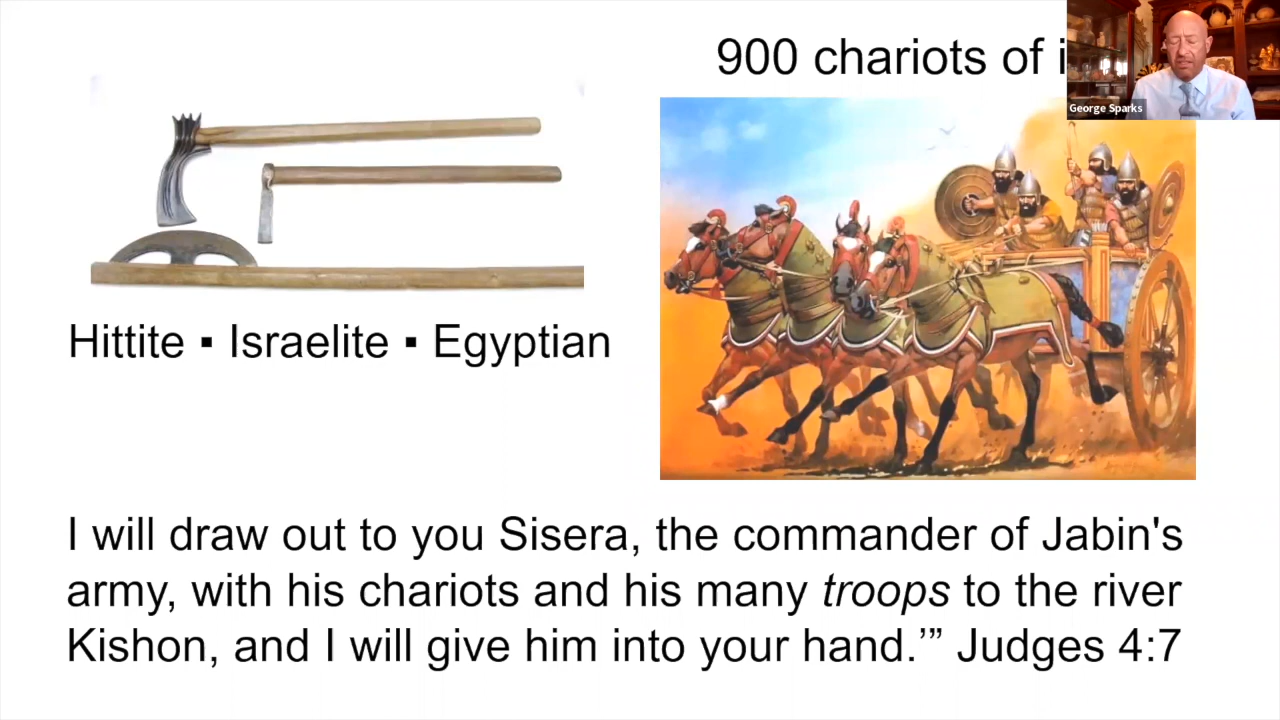 900 chariots of i
George Sparks
Hittite ▪ Israelite ▪ Egyptian
I will draw out to you Sisera, the commander of Jabin's
army, with his chariots and his many troops to the river
Kishon, and I will give him into your hand.’” Judges 4:7